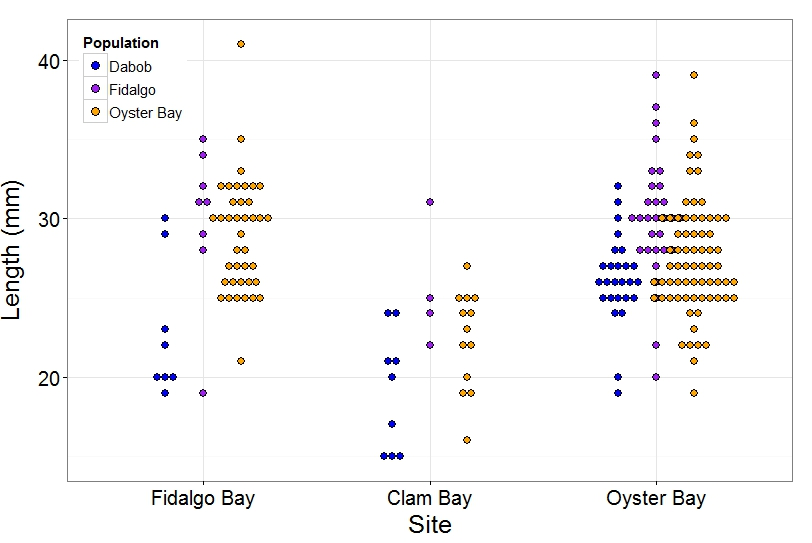 Population
Dabob
Fidalgo
Oyster Bay
40
30
20
Length (mm)
Fidalgo Bay
Clam Bay
Oyster Bay
Site